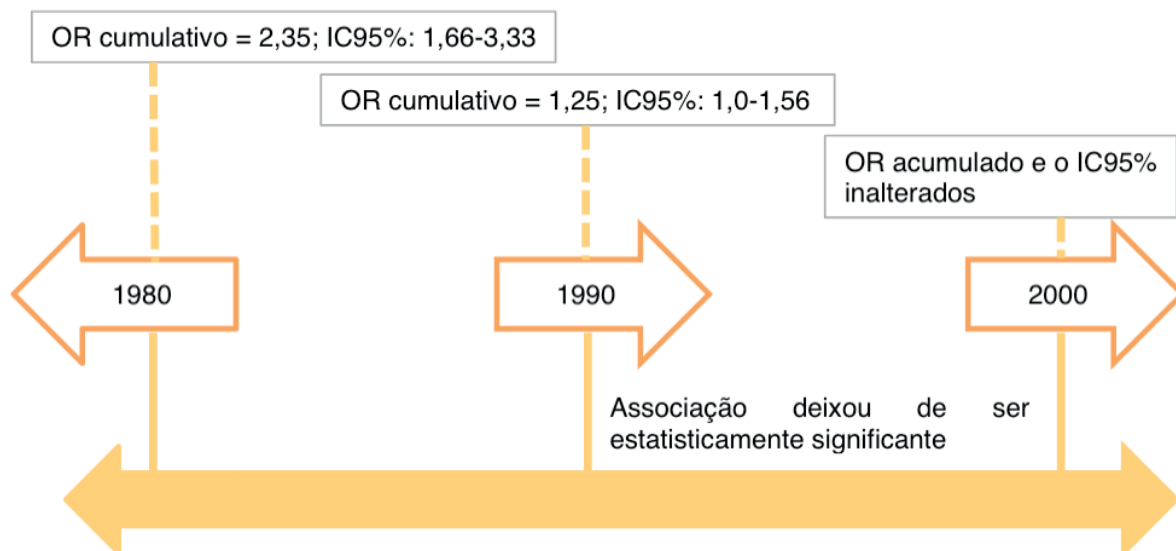 OR cumulativo = 2,35; IC95%: 1,66-3,33
OR cumulativo = 1,25; IC95%: 1,0-1,56
OR acumulado e o IC95%
inalterados
1980
1990
2000
Associação deixou de ser
estatisticamente significante